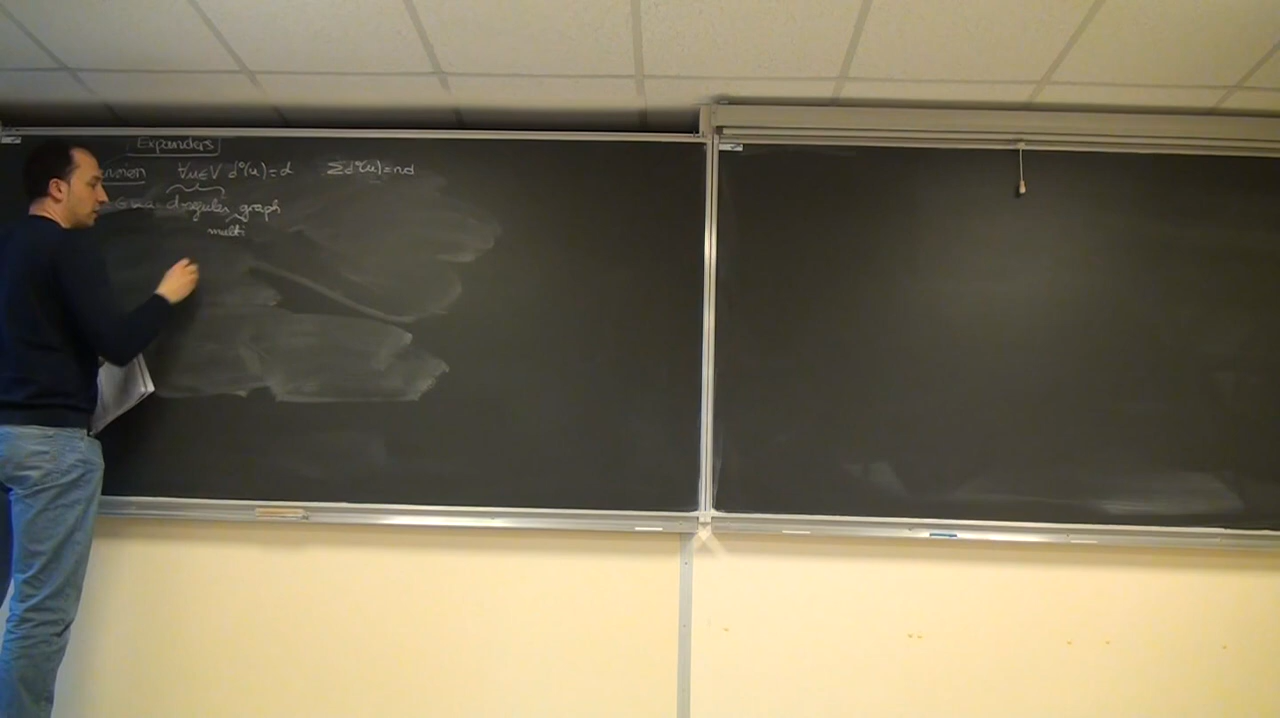 Expanders
∀u∈V d°(u)=d Σd°(u)=nd
d-regular graph
multi